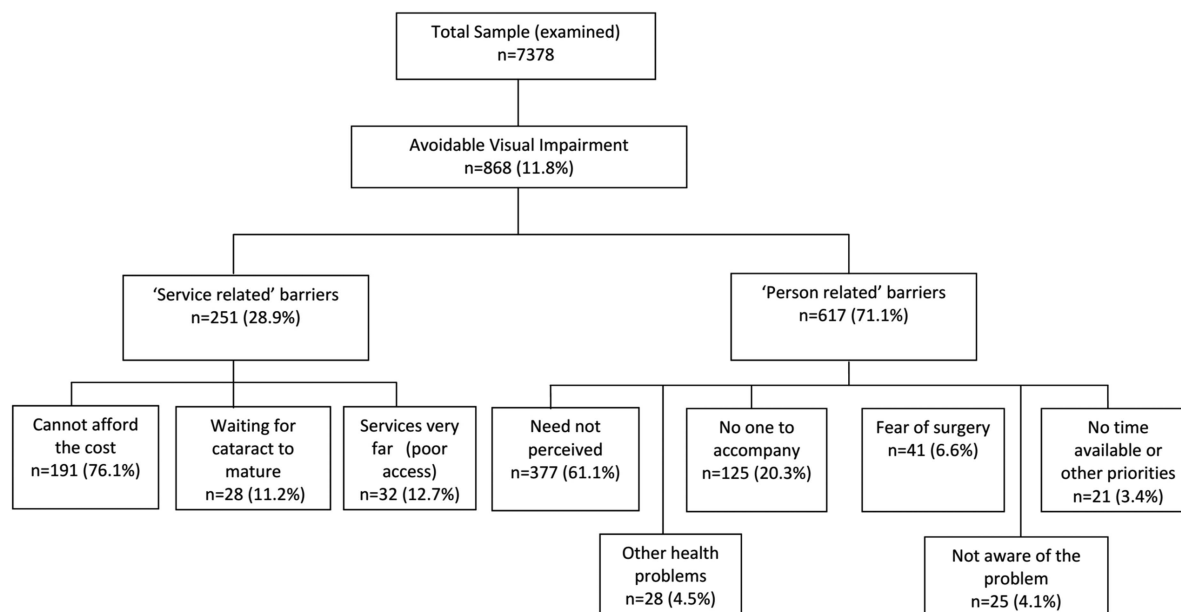 Total Sample (examined)
n=7378
Avoidable Visual Impairment
n=868 (11.8%)
‘Service related’ barriers
n=251 (28.9%)
‘Person related’ barriers
n=617 (71.1%)
Cannot afford
the cost
n=191 (76.1%)
Waiting for
cataract to
mature
n=28 (11.2%)
Services very
far (poor
access)
n=32 (12.7%)
Need not
perceived
n=377 (61.1%)
No one to
accompany
n=125 (20.3%)
Fear of surgery
n=41 (6.6%)
No time
available or
other priorities
n=21 (3.4%)
Other health
problems
n=28 (4.5%)
Not aware of the
problem
n=25 (4.1%)